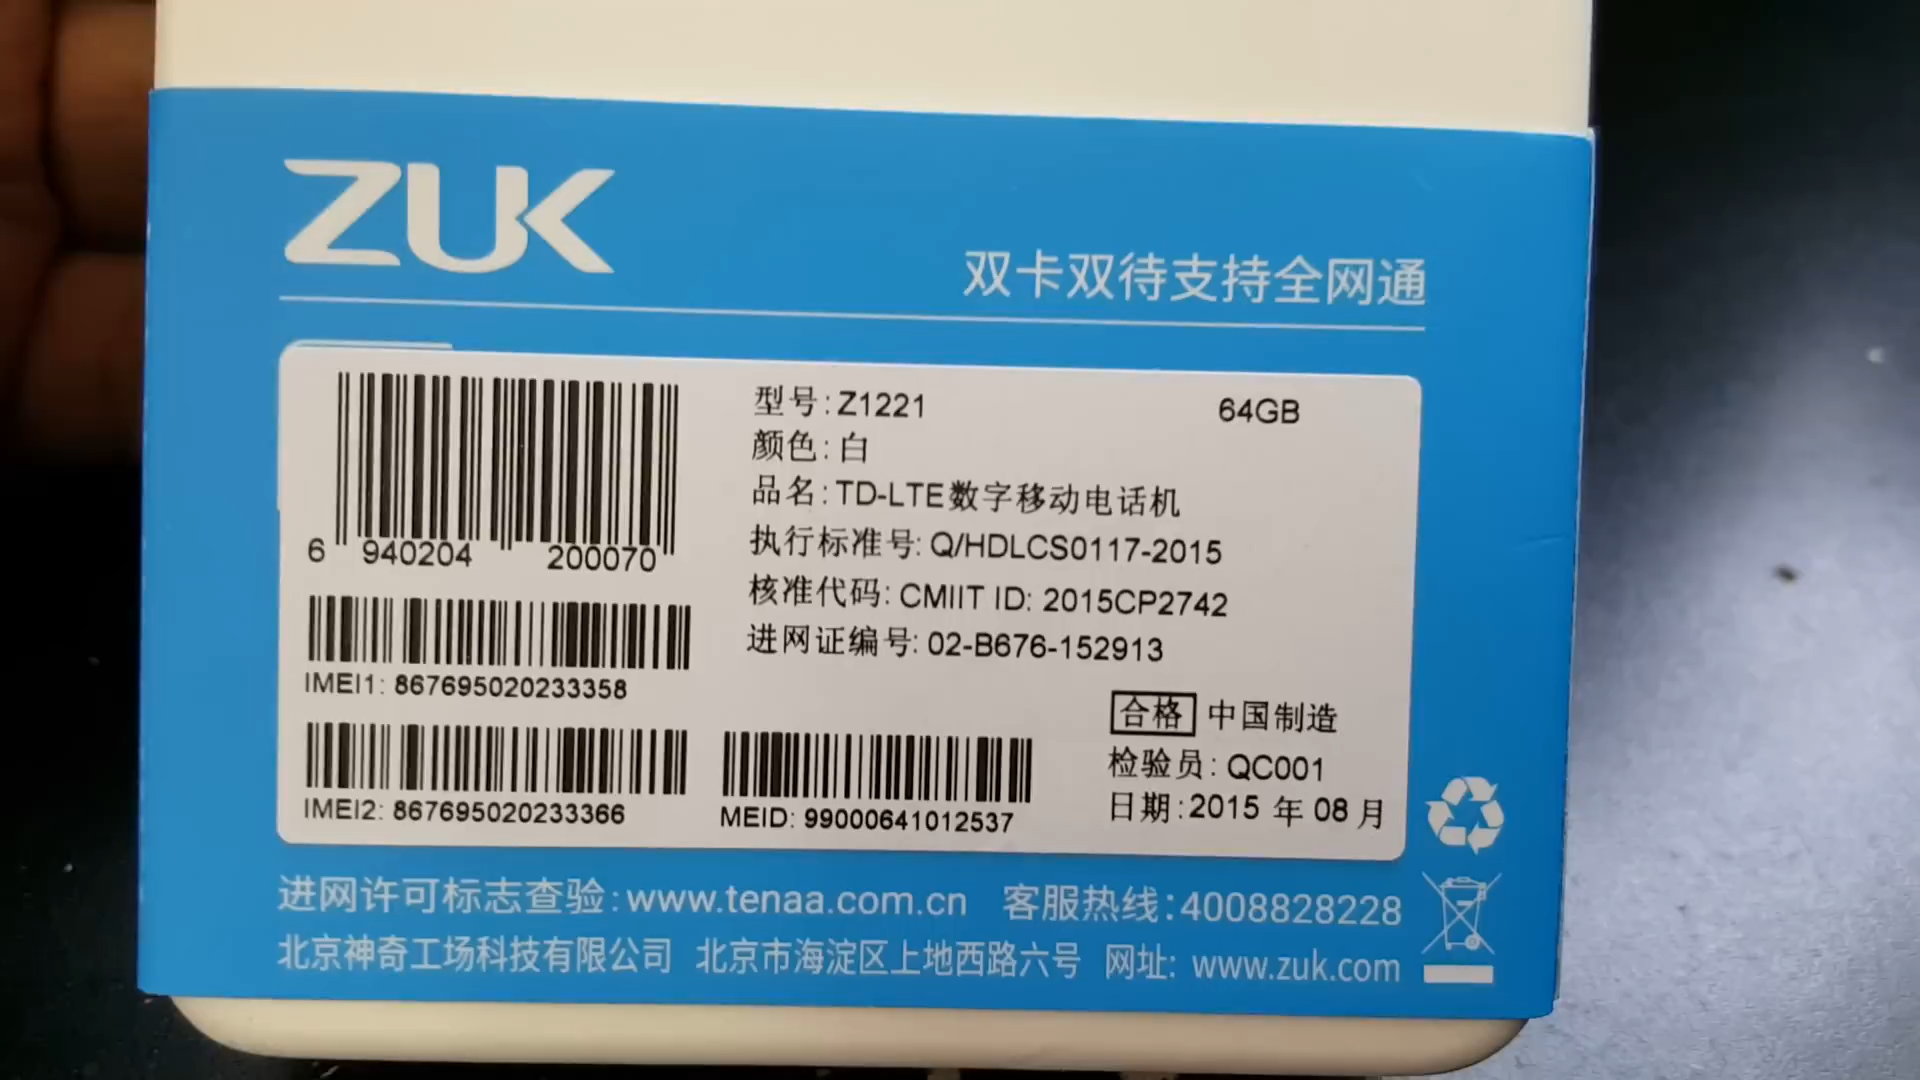 ZUK
双卡双待支持全网通
型号:Z1221 64GB
颜色:白
品名:TD-LTE数字移动电话机
执行标准号:Q/HDLCS0117-2015
核准代码:CMIIT ID: 2015CP2742
进网证编号:02-B676-152913
6 940204 200070
IMEI1: 867695020233358
IMEI2: 867695020233366
MEID: 99000641012537
合格 中国制造
检验员: QC001
日期:2015 年 08 月
进网许可标志查验:www.tenaa.com.cn 客服热线:4008828228
北京神奇工场科技有限公司 北京市海淀区上地西路六号 网址: www.zuk.com